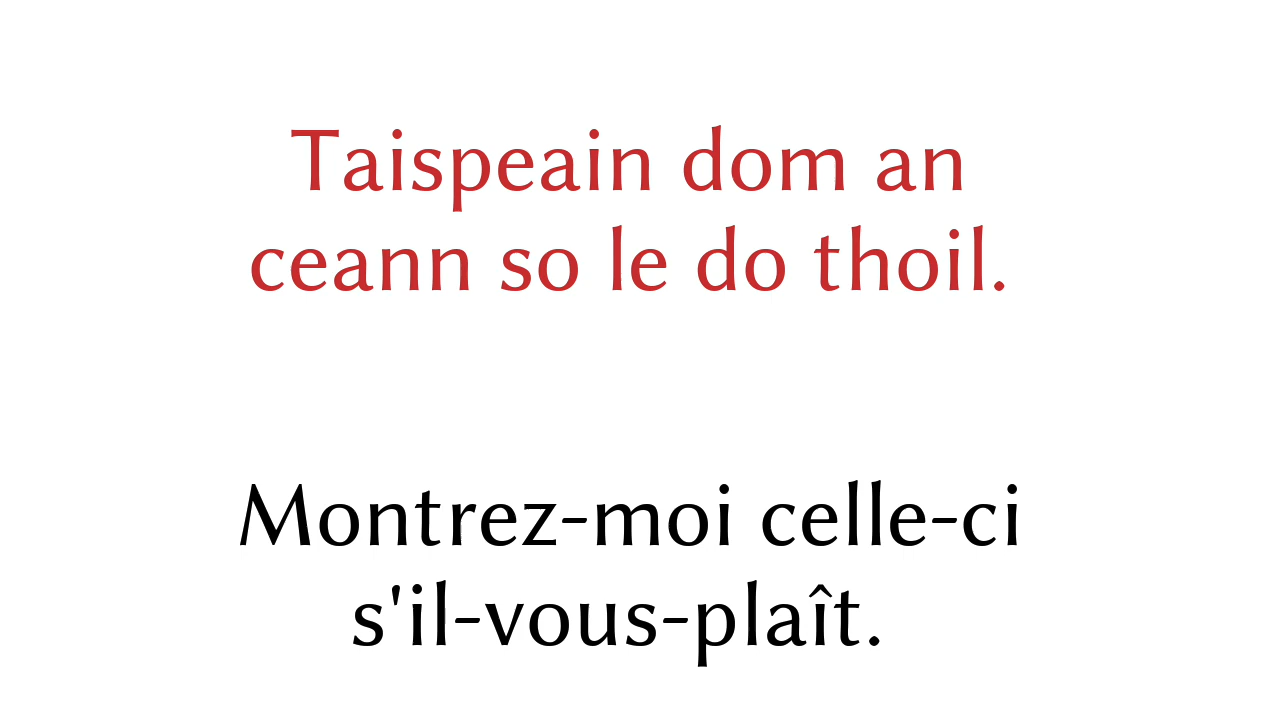 Taispeain dom an
ceann so le do thoil.
Montrez-moi celle-ci
s'il-vous-plaît.